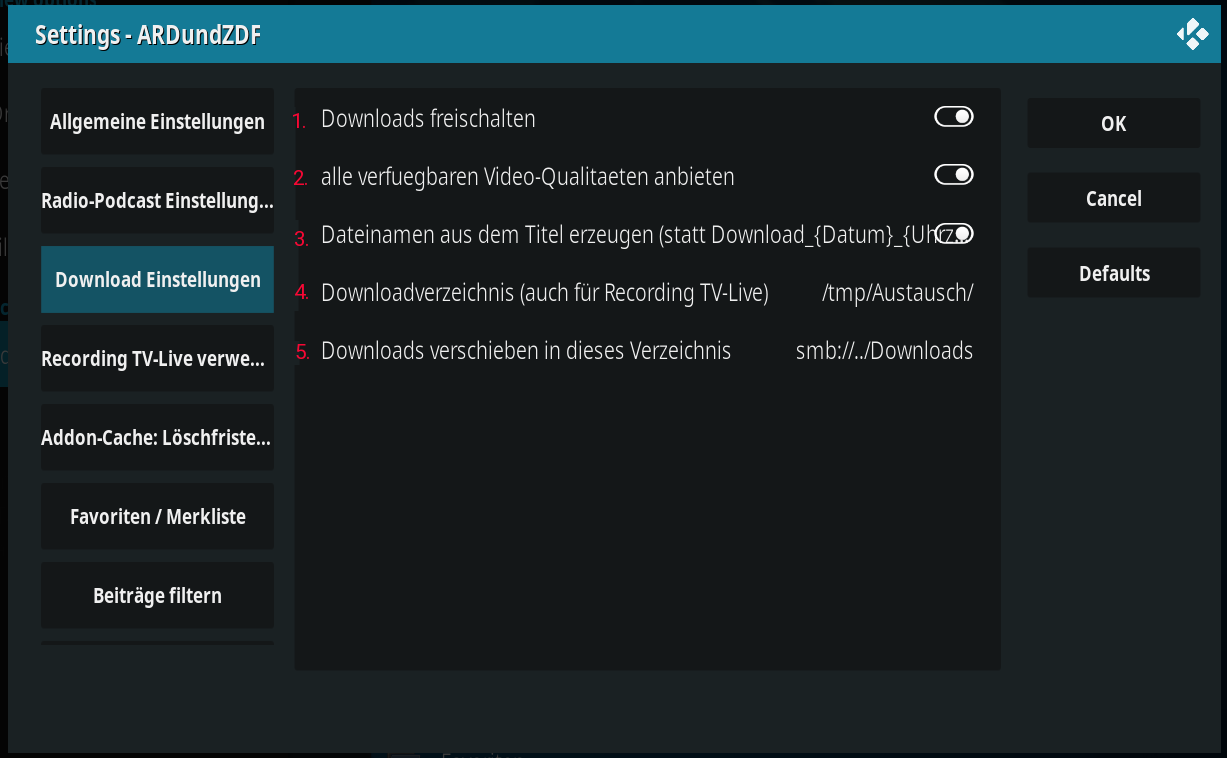 Settings - ARDundZDF
Allgemeine Einstellungen
Radio-Podcast Einstellung...
Download Einstellungen
Recording TV-Live verwe...
Addon-Cache: Löschfriste...
Favoriten / Merkliste
Beiträge filtern
1. Downloads freischalten
2. alle verfuegbaren Video-Qualitaeten anbieten
3. Dateinamen aus dem Titel erzeugen (statt Download_{Datum}_{Uhrz...
4. Downloadverzeichnis (auch für Recording TV-Live) /tmp/Austausch/
5. Downloads verschieben in dieses Verzeichnis smb://../Downloads
OK
Cancel
Defaults